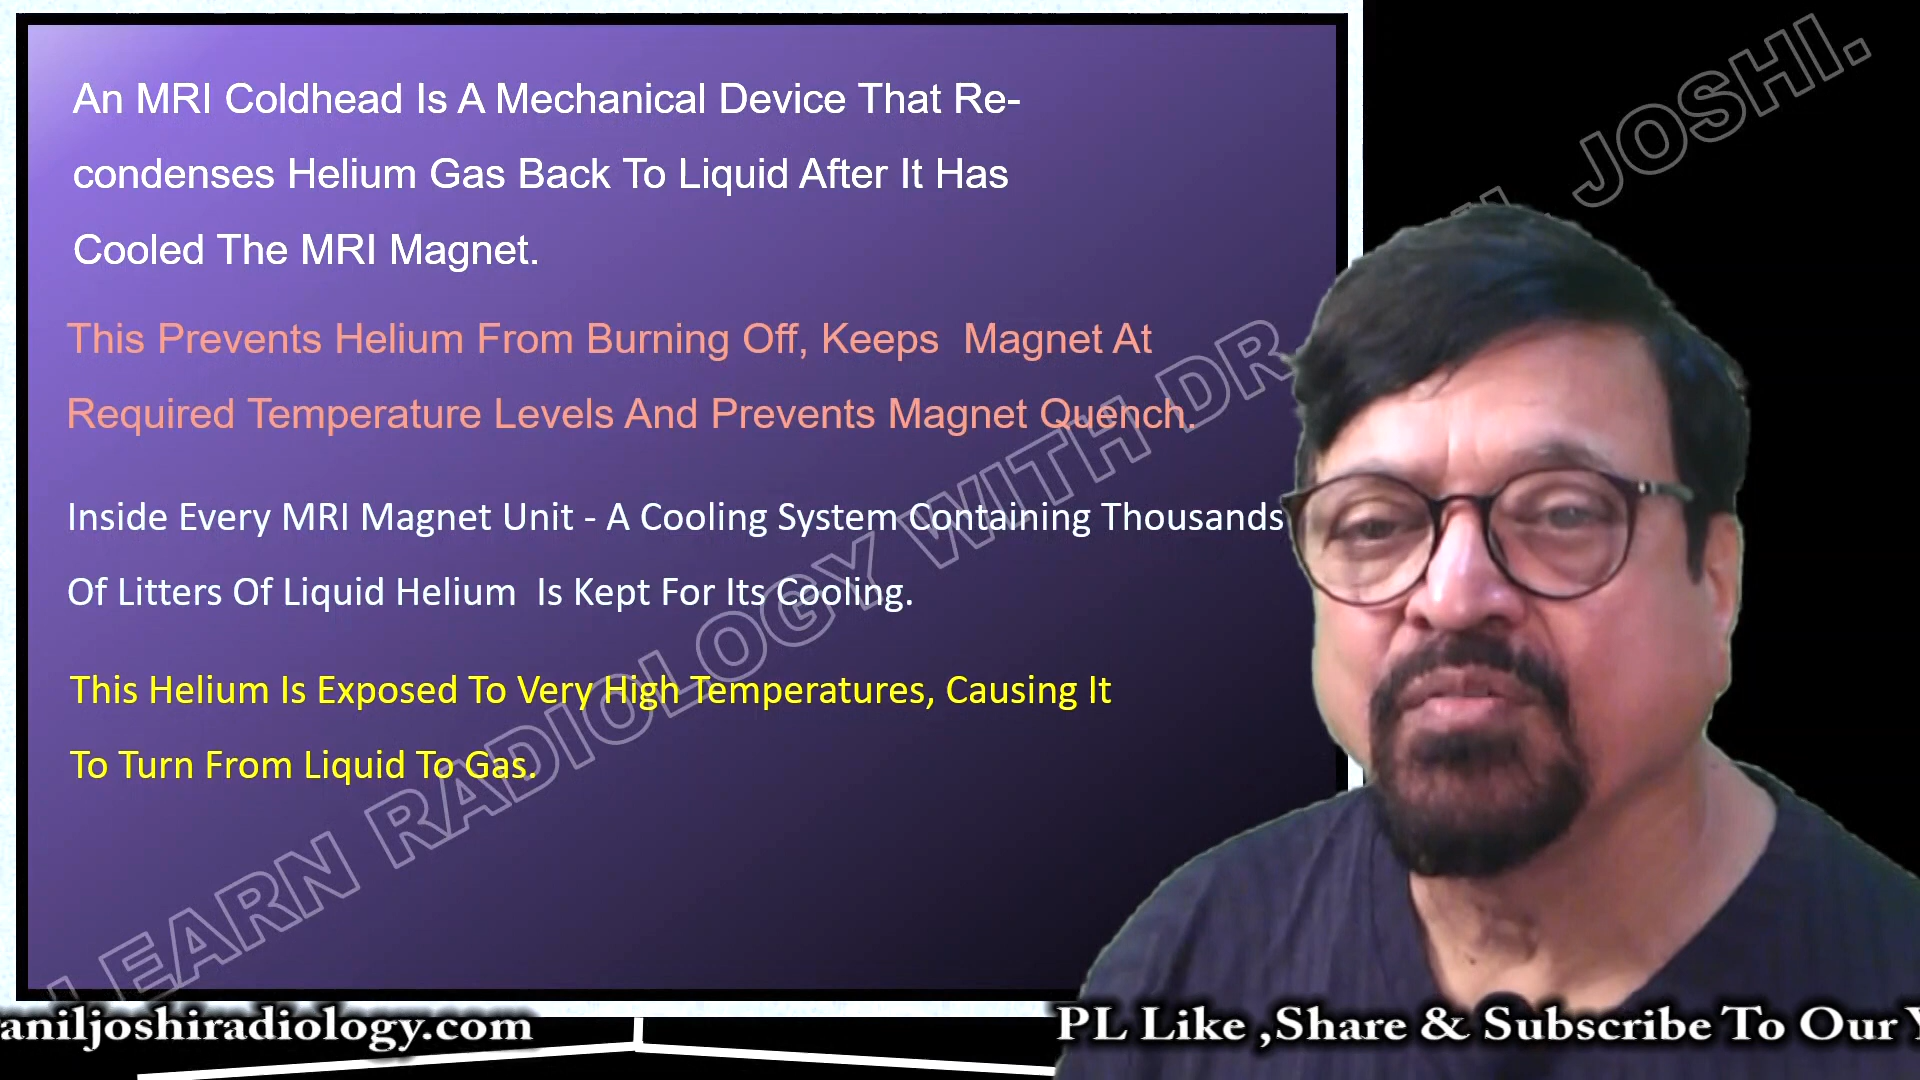 An MRI Coldhead Is A Mechanical Device That Re-
condenses Helium Gas Back To Liquid After It Has
Cooled The MRI Magnet.
This Prevents Helium From Burning Off, Keeps  Magnet At
Required Temperature Levels And Prevents Magnet Quench.
Inside Every MRI Magnet Unit - A Cooling System Containing Thousands
Of Litters Of Liquid Helium  Is Kept For Its Cooling.
This Helium Is Exposed To Very High Temperatures, Causing It
To Turn From Liquid To Gas.
LEARN RADIOLOGY WITH DR. JOSHI.
aniljoshiradiology.com
PL Like ,Share & Subscribe To Our